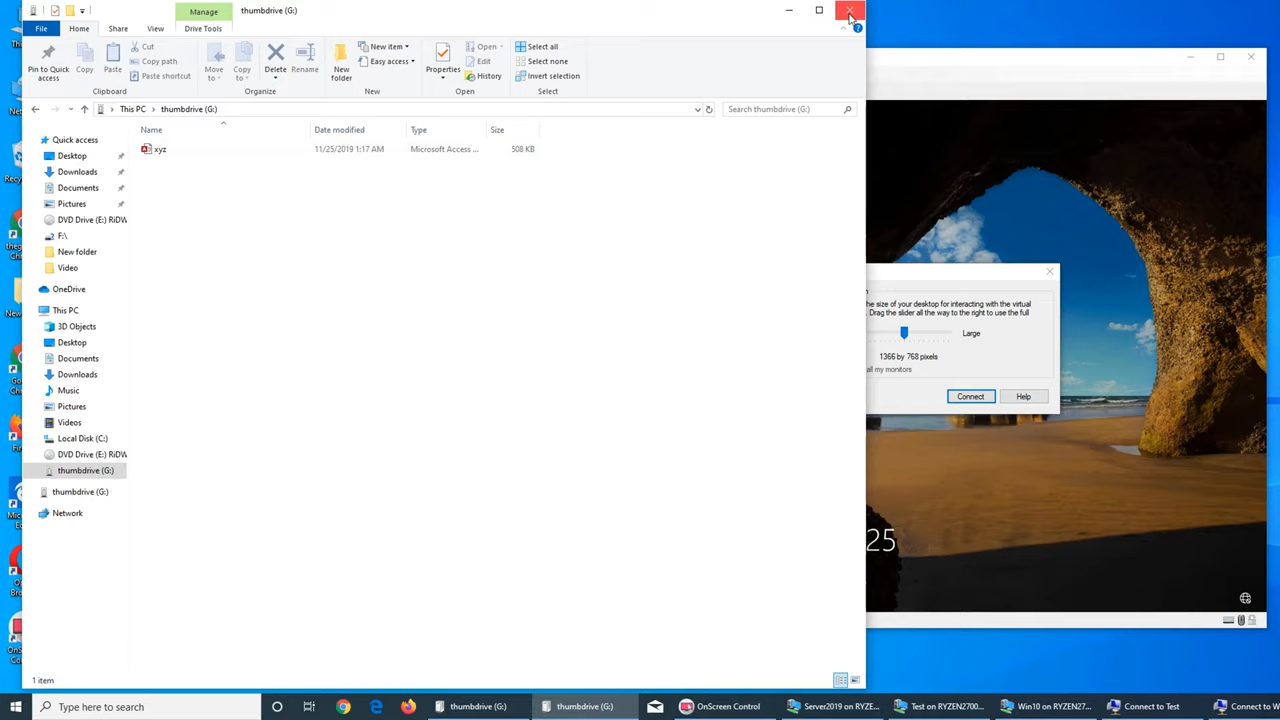 Manage
thumbdrive (G:)
File
Home
Share
View
Drive Tools
Pin to Quick access
Copy
Paste
Cut
Copy path
Paste shortcut
Clipboard
Move to
Copy to
Delete
Rename
Organize
New folder
New item
Easy access
New
Properties
Open
Edit
History
Open
Select all
Select none
Invert selection
Select
This PC
thumbdrive (G:)
Search thumbdrive (G:)
Name
Date modified
Type
Size
xyz
11/25/2019 1:17 AM
Microsoft Access ...
508 KB
Quick access
Desktop
Downloads
Documents
Pictures
DVD Drive (E:) RiDW
F:\
New folder
Video
OneDrive
This PC
3D Objects
Desktop
Documents
Downloads
Music
Pictures
Videos
Local Disk (C:)
DVD Drive (E:) RiDW
thumbdrive (G:)
thumbdrive (G:)
Network
1 item
the size of your desktop for interacting with the virtual
Drag the slider all the way to the right to use the full
Large
1366 by 768 pixels
all my monitors
Connect
Help
25
Type here to search
thumbdrive (G:)
thumbdrive (G:)
OnScreen Control
Server2019 on RYZE...
Test on RYZEN2700...
Win10 on RYZEN27...
Connect to Test
Connect to W